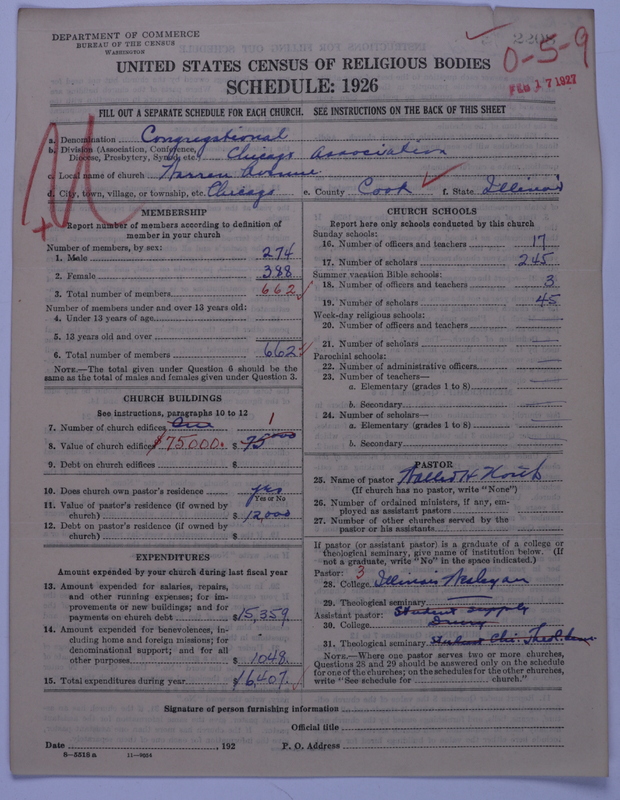 DEPARTMENT OF COMMERCE
BUREAU OF THE CENSUS
WASHINGTON
0-5-9
FEB 17 1927
UNITED STATES CENSUS OF RELIGIOUS BODIES
SCHEDULE: 1926
FILL OUT A SEPARATE SCHEDULE FOR EACH CHURCH. SEE INSTRUCTIONS ON THE BACK OF THIS SHEET
a. Denomination Congregational
b. Division (Association, Conference, Diocese, Presbytery, Synod, etc. Chicago Association
c. Local name of church Warren Avenue
d. City, town, village, or township, etc. Chicago e. County Cook f. State Illinois
MEMBERSHIP
Report number of members according to definition of
member in your church
Number of members, by sex:
1. Male 274
2. Female 388
3. Total number of members 662
Number of members under and over 13 years old:
4. Under 13 years of age
5. 13 years old and over
6. Total number of members 662
NOTE.—The total given under Question 6 should be
same as the total of males and females given under Question 3.
CHURCH BUILDINGS
See instructions, paragraphs 10 to 12
7. Number of church edifices One 1
8. Value of church edifices $75000. $ 75000
9. Debt on church edifices $
10. Does church own pastor's residence yes
Yes or No
11. Value of pastor's residence (if owned by
church) $ 12000
12. Debt on pastor's residence (if owned by
church) $
EXPENDITURES
Amount expended by your church during last fiscal year
13. Amount expended for salaries, repairs,
and other running expenses; for im-
provements or new buildings; and for
payments on church debt $ 15,359
14. Amount expended for benevolences, in-
cluding home and foreign missions; for
denominational support; and for all
other purposes $ 1048
15. Total expenditures during year $ 16,407
CHURCH SCHOOLS
Report here only schools conducted by this church
Sunday schools:
16. Number of officers and teachers 17
17. Number of scholars 245
Summer vacation Bible schools:
18. Number of officers and teachers 3
19. Number of scholars 45
Week-day religious schools:
20. Number of officers and teachers
21. Number of scholars
Parochial schools:
22. Number of administrative officers
23. Number of teachers—
a. Elementary (grades 1 to 8)
b. Secondary
24. Number of scholars—
a. Elementary (grades 1 to 8)
b. Secondary
PASTOR
25. Name of pastor
(If church has no pastor, write "None")
26. Number of ordained ministers, if any, em-
ployed as assistant pastors
27. Number of other churches served by the
pastor or his assistants
If pastor (or assistant pastor) is a graduate of a college or
theological seminary, give name of institution below. (If
not a graduate, write "No" in the space indicated.)
Pastor: 3
28. College Illinois Wesleyan
29. Theological seminary
Assistant pastor: Student supply
30. College Drury
31. Theological seminary Student Chi. Theol. Sem.
NOTE.—Where one pastor serves two or more churches,
Questions 28 and 29 should be answered only on the schedule
for one of the churches; on the schedules for the other churches,
write "See schedule for church."
Signature of person furnishing information
Official title
Date , 192 P. O. Address
8-5515 a 11-9054